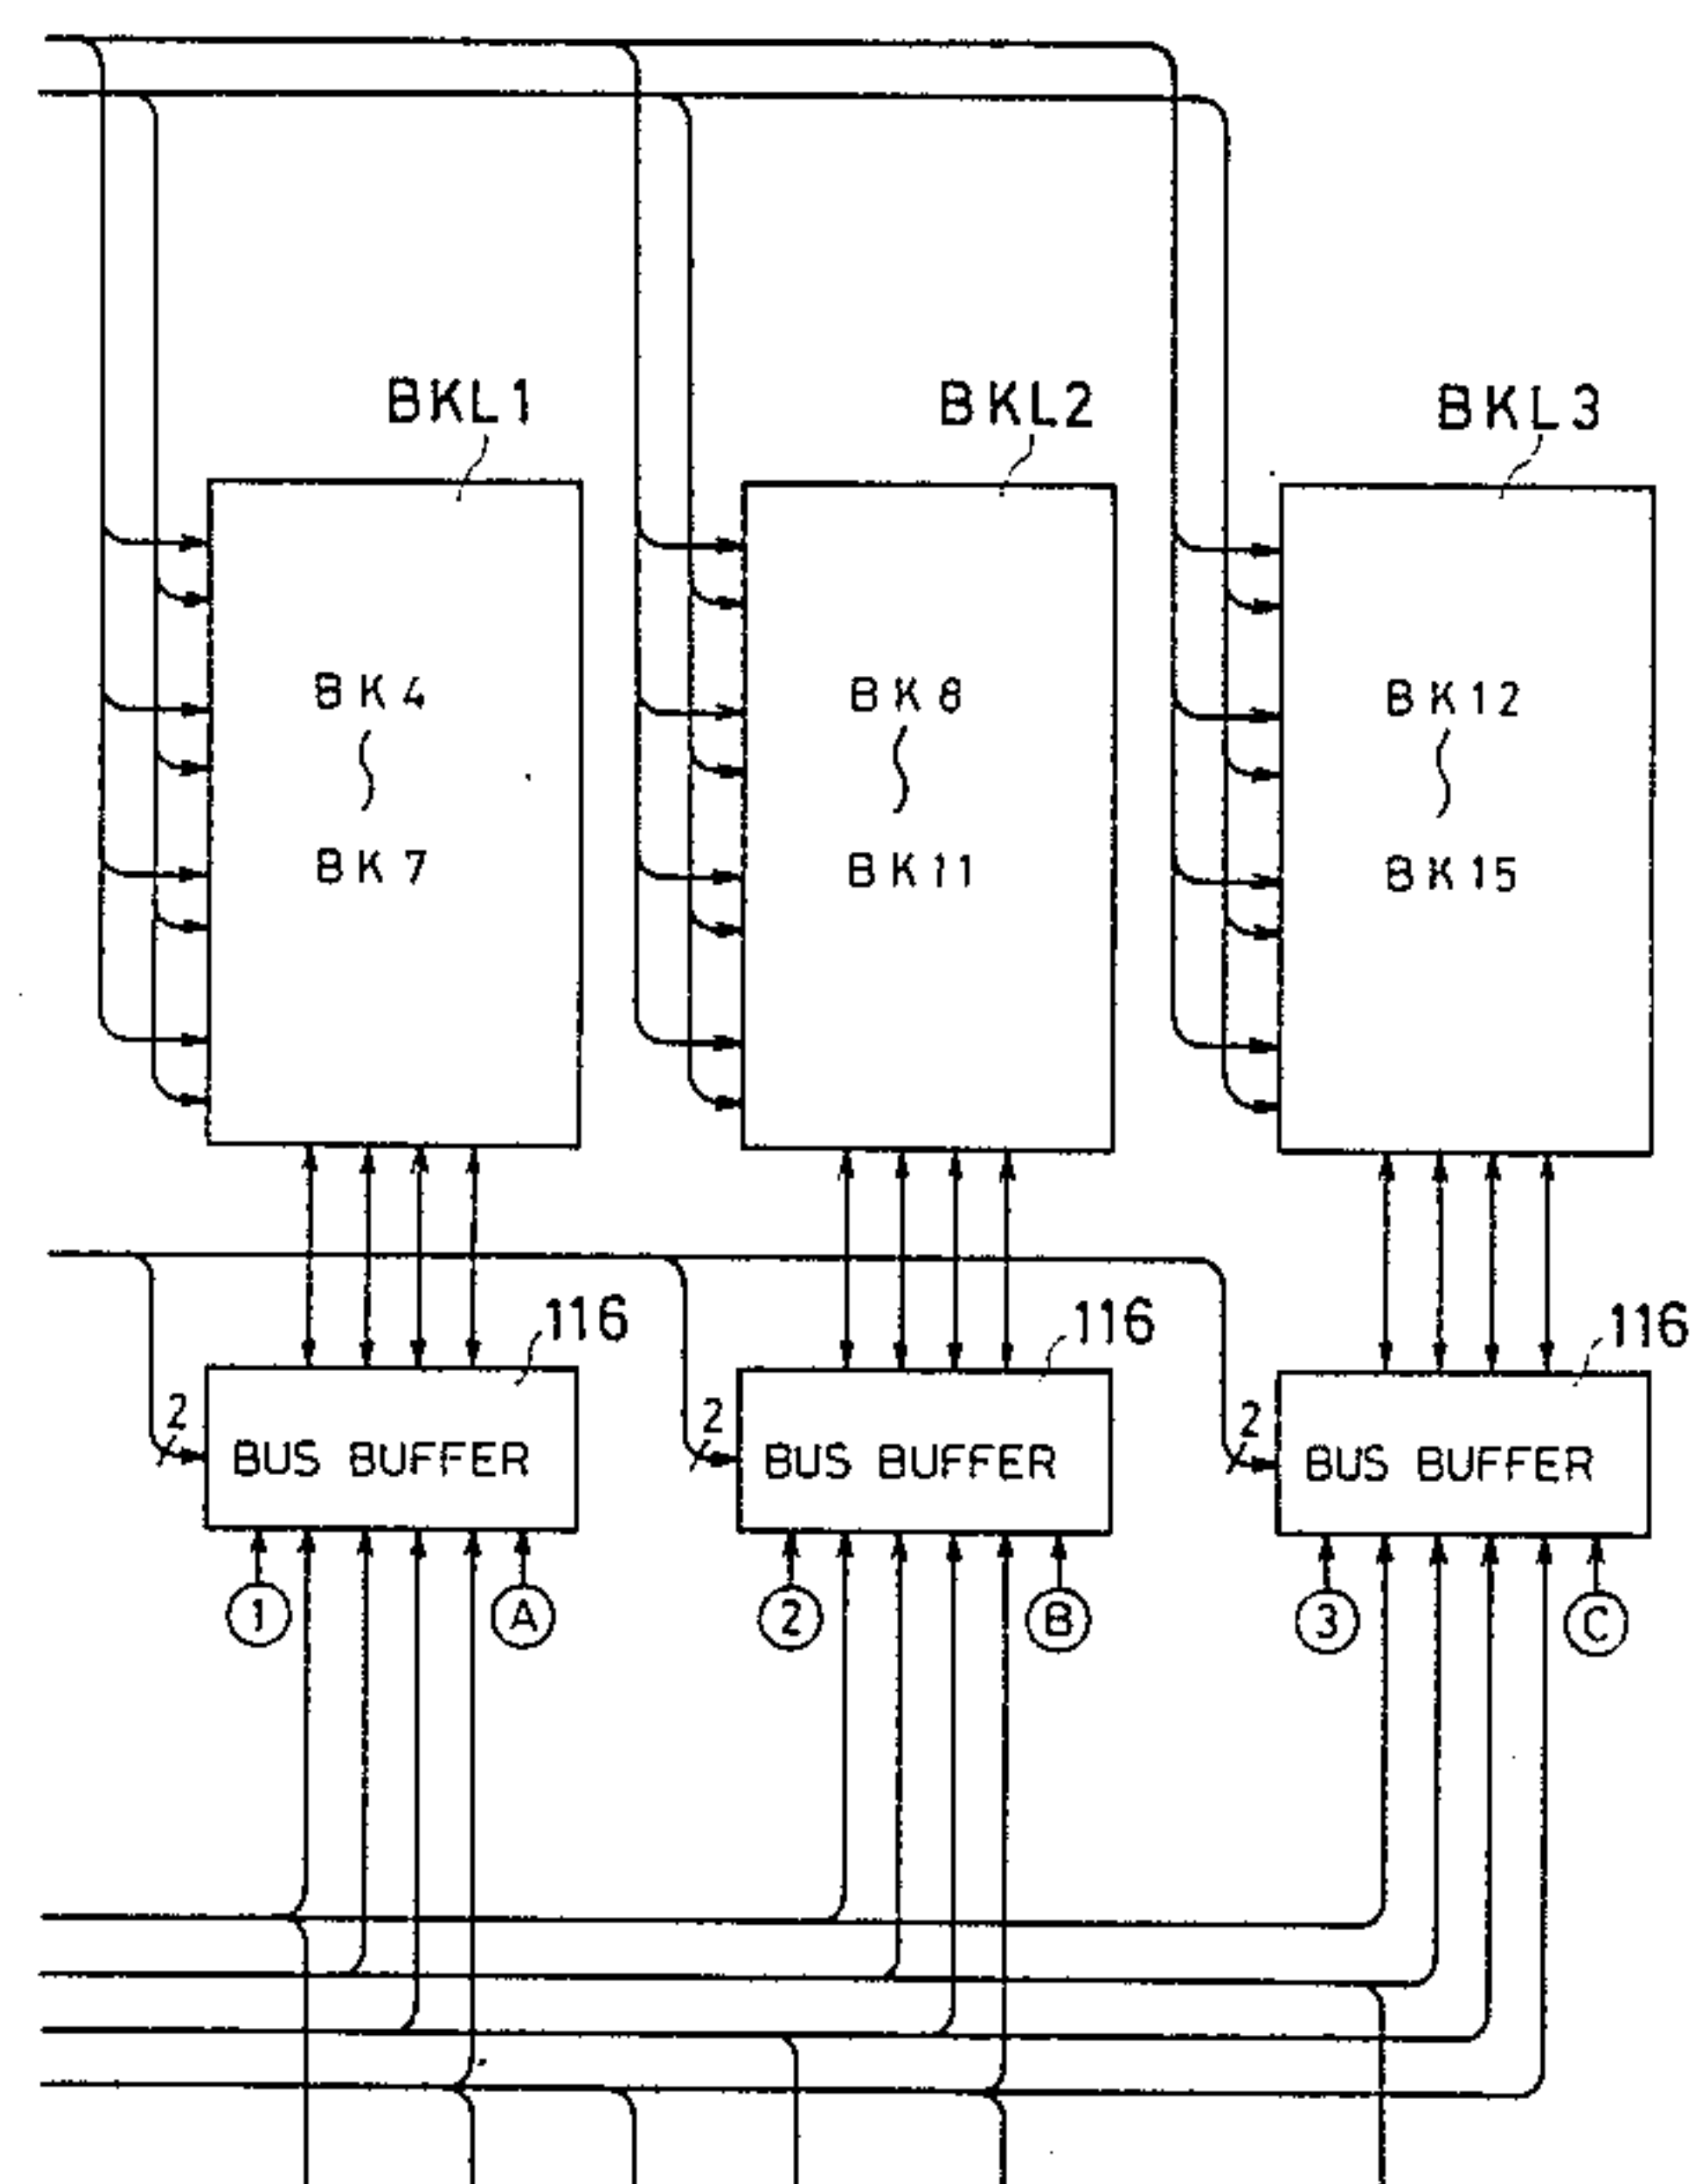 BKL1 BKL2 BKL3
BK4 BK8 BK12
BK7 BK11 BK15
116 116 116
2 2 2
BUS BUFFER BUS BUFFER BUS BUFFER
1 A 2 B 3 C